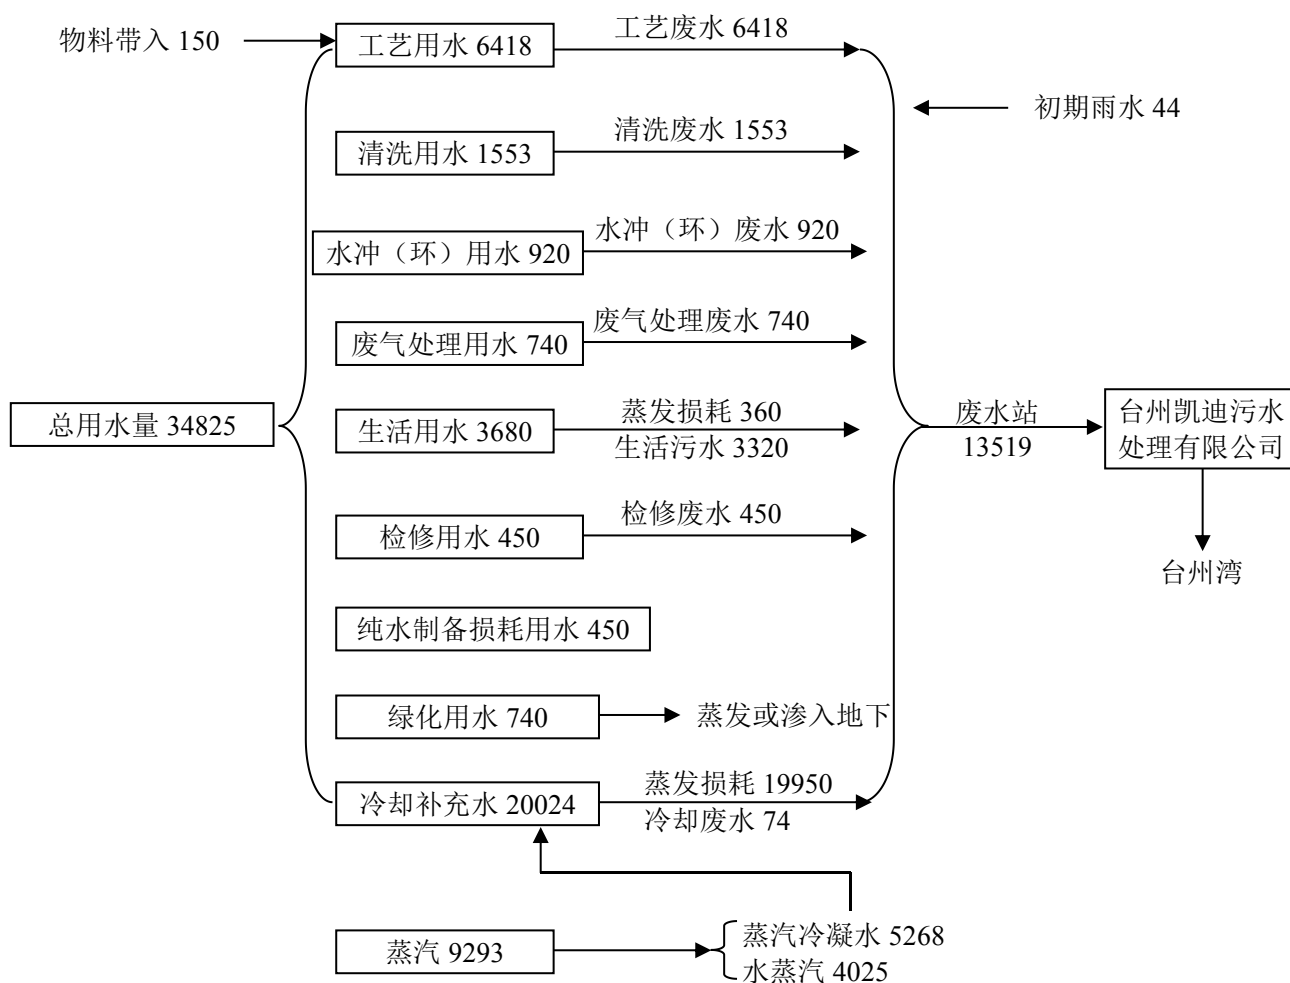 物料带入 150
工艺用水 6418
工艺废水 6418
初期雨水 44
清洗用水 1553
清洗废水 1553
水冲（环）用水 920
水冲（环）废水 920
废气处理用水 740
废气处理废水 740
总用水量 34825
生活用水 3680
蒸发损耗 360
生活污水 3320
废水站
13519
台州凯迪污水
处理有限公司
检修用水 450
检修废水 450
台州湾
纯水制备损耗用水 450
绿化用水 740
蒸发或渗入地下
冷却补充水 20024
蒸发损耗 19950
冷却废水 74
蒸汽 9293
蒸汽冷凝水 5268
水蒸汽 4025